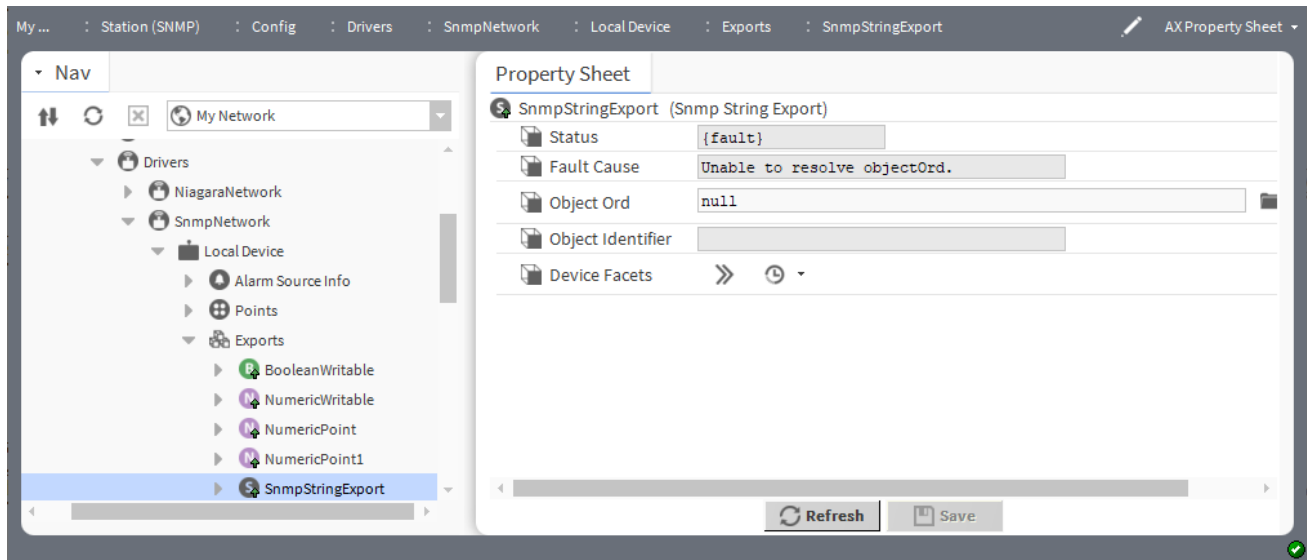 My ... : Station (SNMP) : Config : Drivers : SnmpNetwork : Local Device : Exports : SnmpStringExport AX Property Sheet
Nav
My Network
Drivers
NiagaraNetwork
SnmpNetwork
Local Device
Alarm Source Info
Points
Exports
B BooleanWritable
N NumericWritable
N NumericPoint
N NumericPoint1
S SnmpStringExport
Property Sheet
S SnmpStringExport (Snmp String Export)
Status {fault}
Fault Cause Unable to resolve objectOrd.
Object Ord null
Object Identifier
Device Facets
Refresh Save